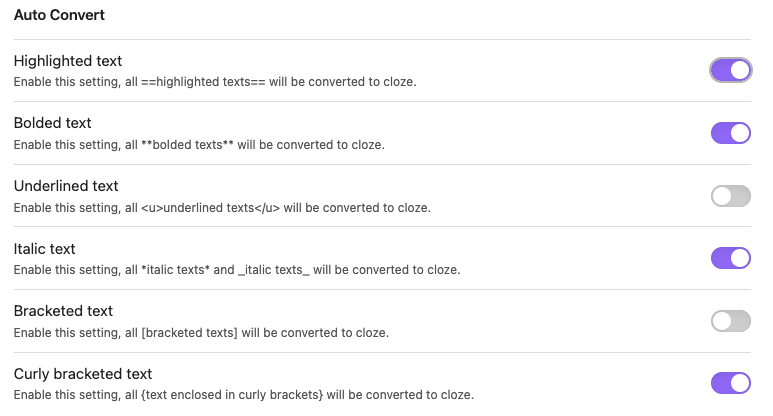 Auto Convert
Highlighted text
Enable this setting, all ==highlighted texts== will be converted to cloze.
Bolded text
Enable this setting, all **bolded texts** will be converted to cloze.
Underlined text
Enable this setting, all <u>underlined texts</u> will be converted to cloze.
Italic text
Enable this setting, all *italic texts* and _italic texts_ will be converted to cloze.
Bracketed text
Enable this setting, all [bracketed texts] will be converted to cloze.
Curly bracketed text
Enable this setting, all {text enclosed in curly brackets} will be converted to cloze.